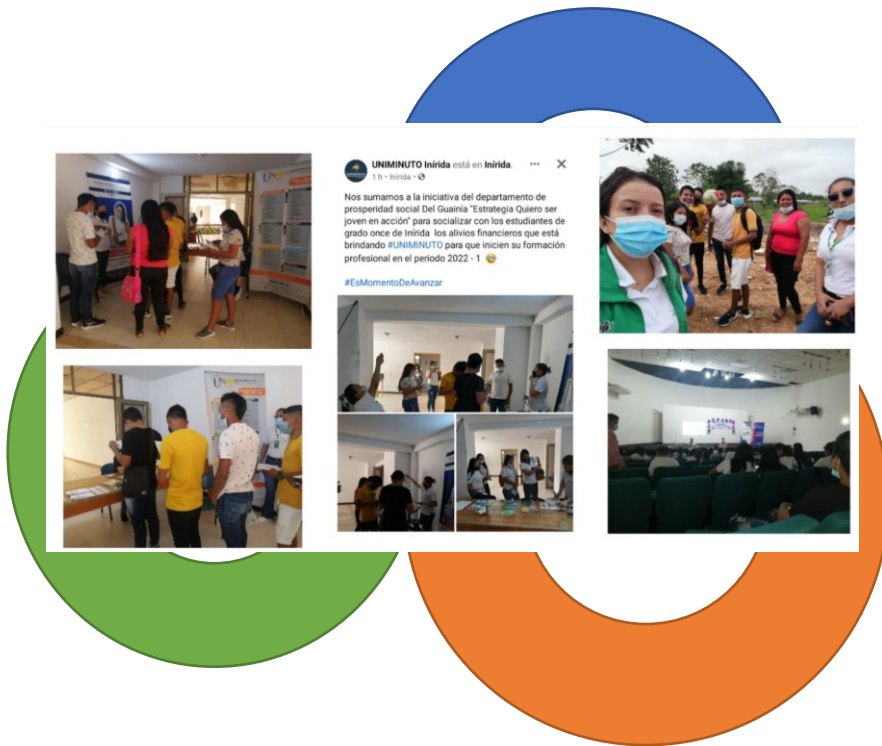 UNIMINUTO Inírida está en Inírida.
1 h • Inírida •
Nos sumamos a la iniciativa del departamento de
prosperidad social Del Guainía "Estrategia Quiero ser
joven en acción" para socializar con los estudiantes de
grado once de Inírida los alivios financieros que está
brindando #UNIMINUTO para que inicien su formación
profesional en el periodo 2022 - 1
#EsMomentoDeAvanzar